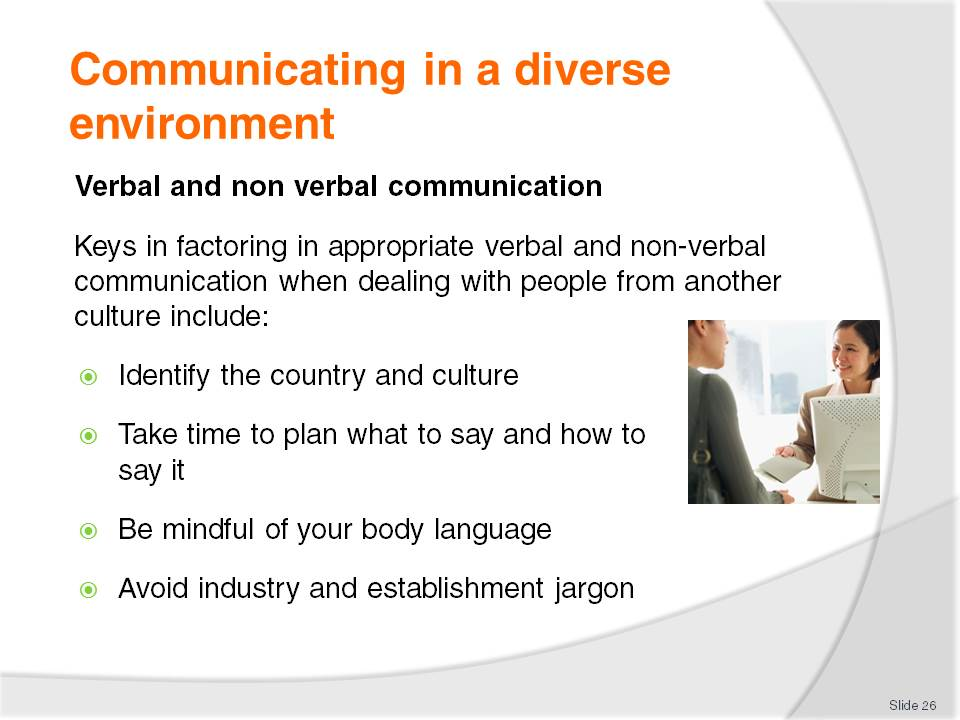 Communicating in a diverse
environment
Verbal and non verbal communication
Keys in factoring in appropriate verbal and non-verbal
communication when dealing with people from another
culture include:
Identify the country and culture
Take time to plan what to say and how to
say it
Be mindful of your body language
Avoid industry and establishment jargon
Slide 26